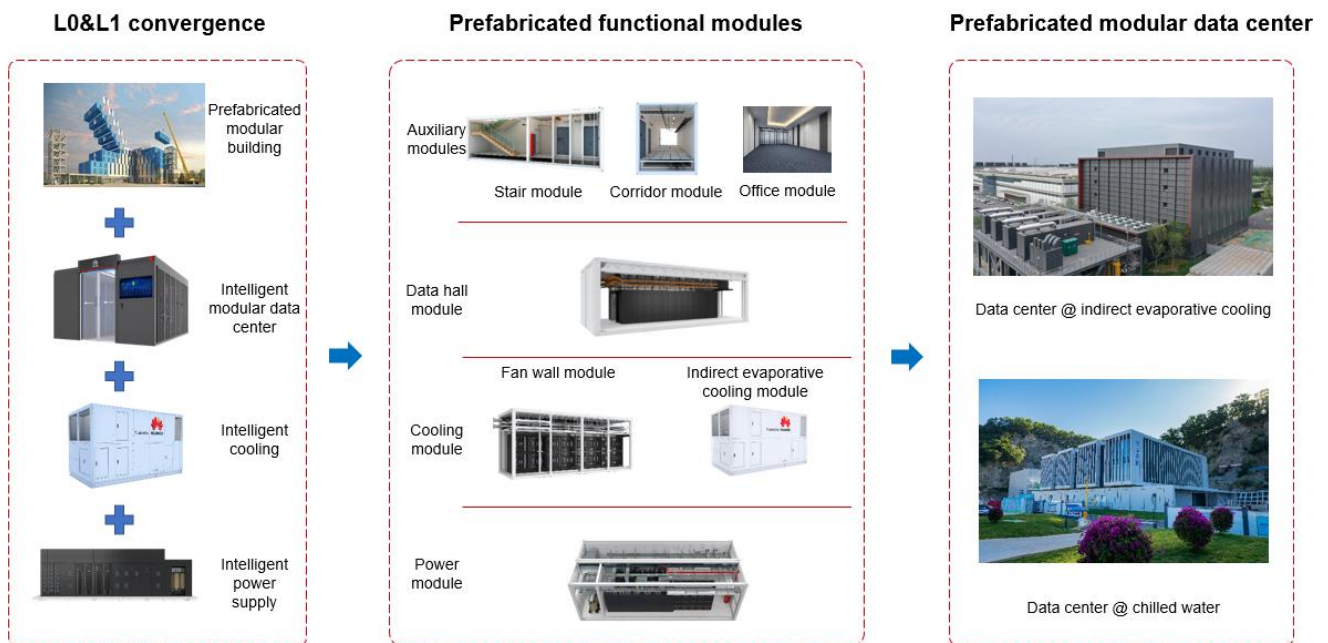 L0&L1 convergence
Prefabricated
modular
building
Intelligent
modular data
center
Intelligent
cooling
Intelligent
power
supply
Prefabricated functional modules
Auxiliary
modules
Stair module
Corridor module
Office module
Data hall
module
Fan wall module
Indirect evaporative
cooling module
Cooling
module
Power
module
Prefabricated modular data center
Data center @ indirect evaporative cooling
Data center @ chilled water